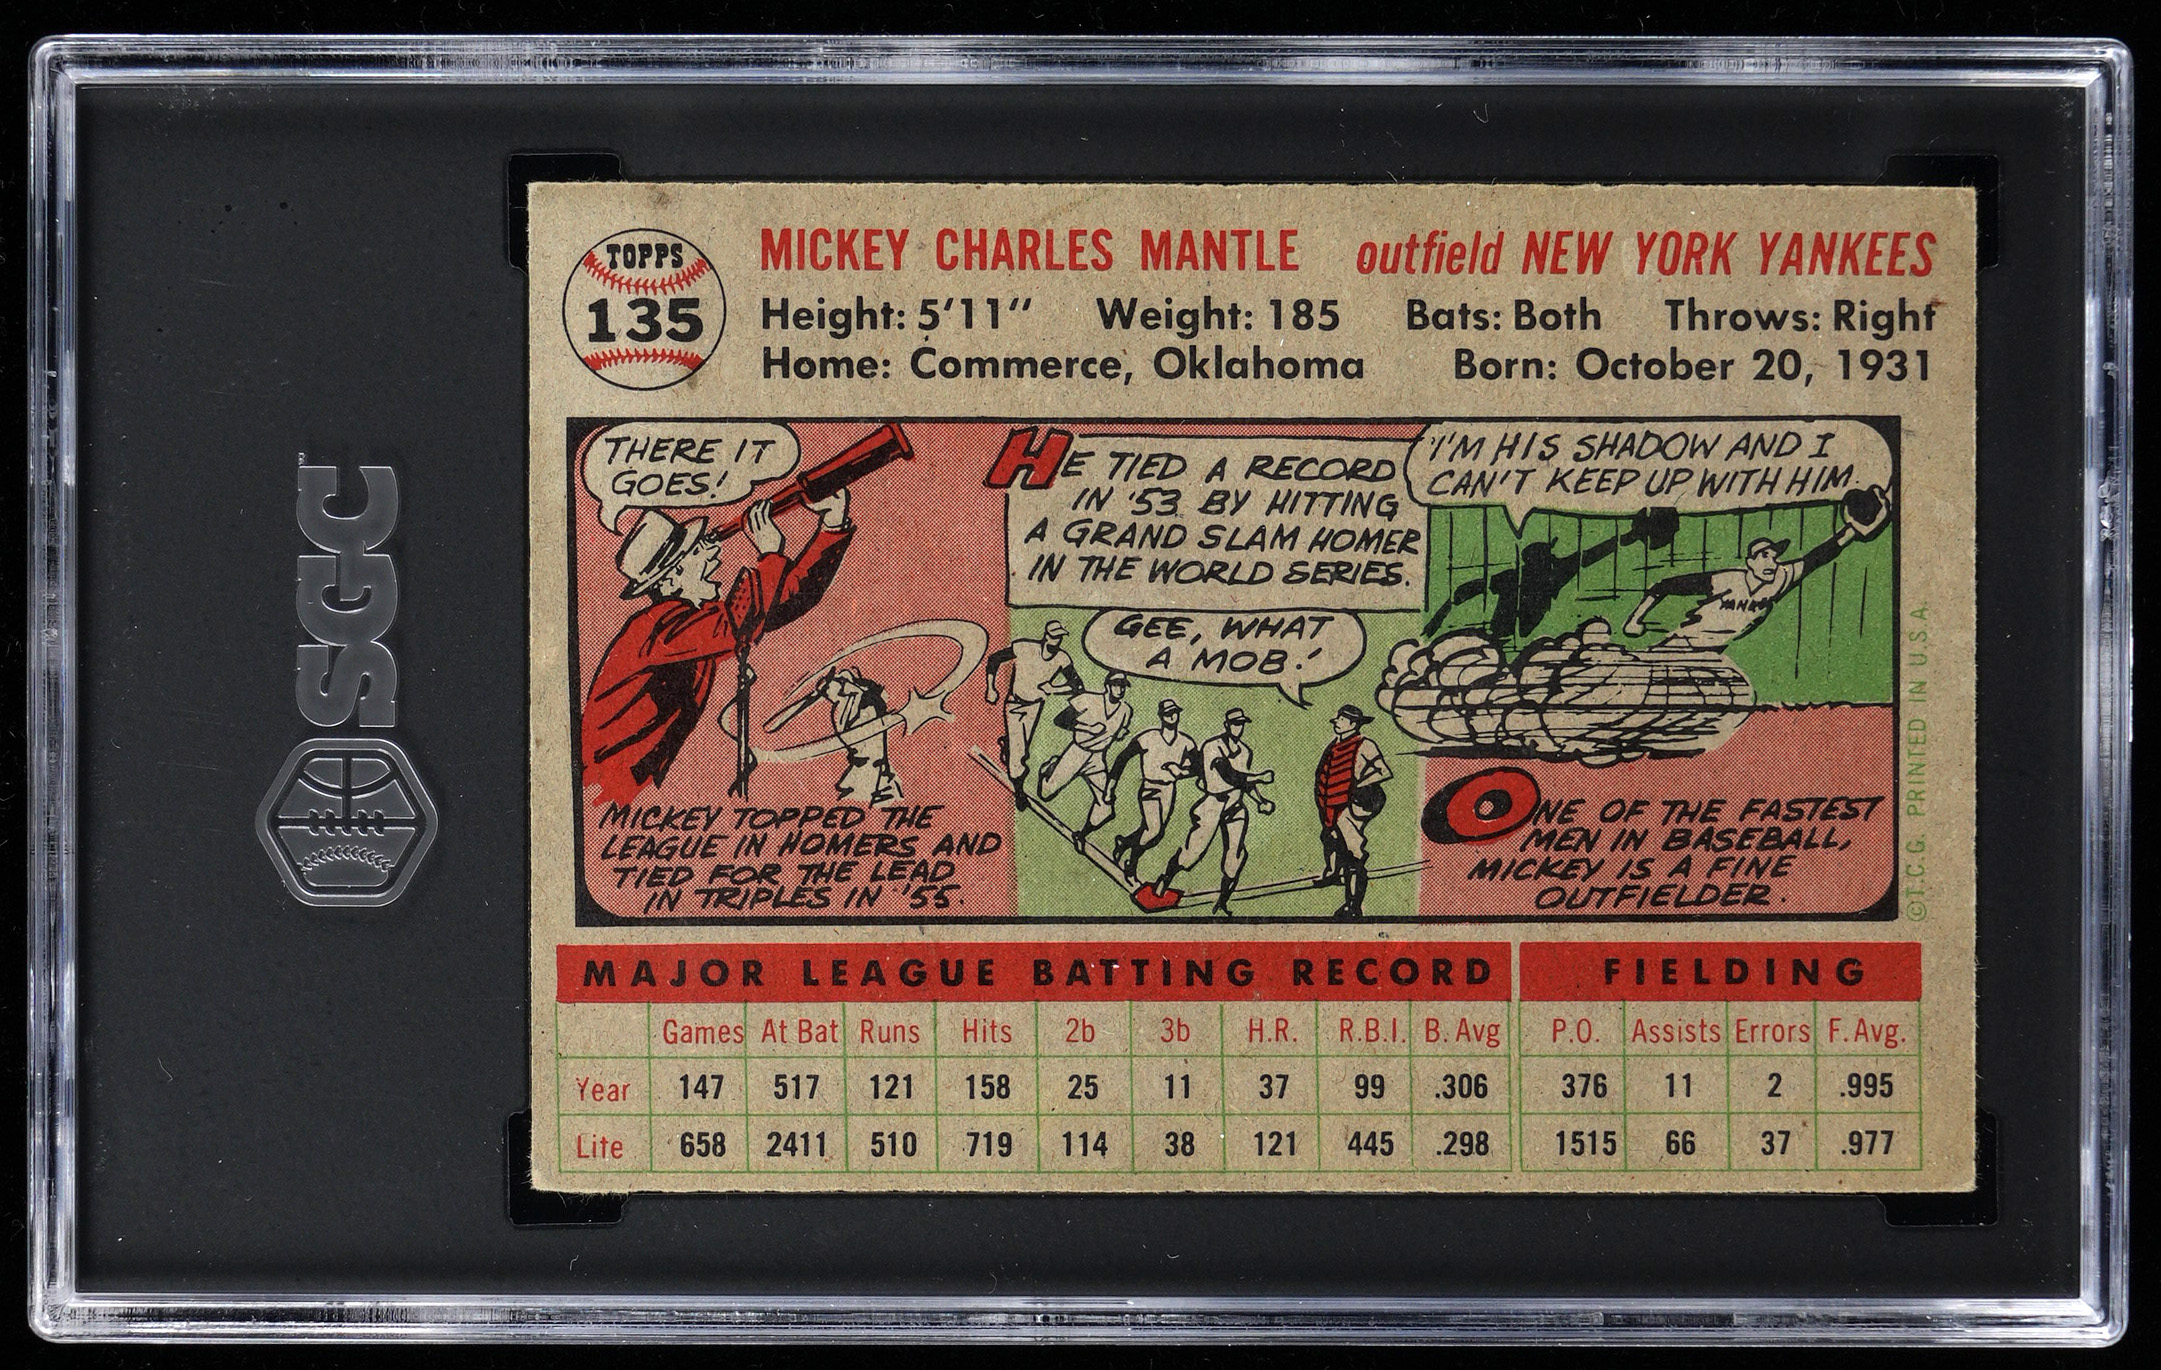 SGC
TOPPS
135
MICKEY CHARLES MANTLE outfield NEW YORK YANKEES
Height: 5'11" Weight: 185 Bats: Both Throws: Right
Home: Commerce, Oklahoma Born: October 20, 1931
THERE IT
GOES!
MICKEY TOPPED THE
LEAGUE IN HOMERS AND
TIED FOR THE LEAD
IN TRIPLES IN '55.
HE TIED A RECORD
IN '53 BY HITTING
A GRAND SLAM HOMER
IN THE WORLD SERIES.
GEE, WHAT
A MOB!
"I'M HIS SHADOW AND I
CAN'T KEEP UP WITH HIM.
YANKS
ONE OF THE FASTEST
MEN IN BASEBALL,
MICKEY IS A FINE
OUTFIELDER.
©T.C.G. PRINTED IN U.S.A.
MAJOR LEAGUE BATTING RECORD FIELDING
Games At Bat Runs Hits 2b 3b H.R. R.B.I. B. Avg P.O. Assists Errors F. Avg.
Year 147 517 121 158 25 11 37 99 .306 376 11 2 .995
Life 658 2411 510 719 114 38 121 445 .298 1515 66 37 .977